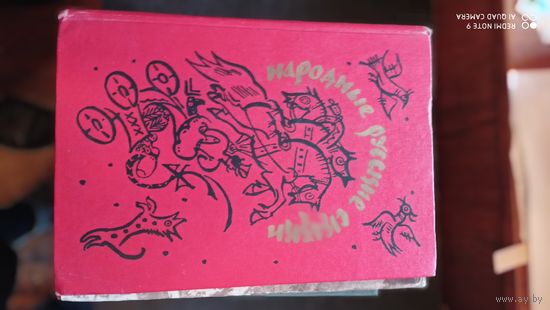 народные русские сказки
REDMI NOTE 9
AI QUAD CAMERA
www.ay.by